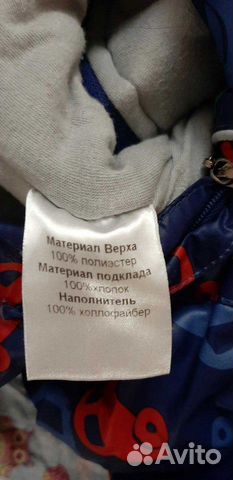 Материал Верха
100% полиэстер
Материал подклада
100%хлопок
Наполнитель
100% холлофайбер
Avito